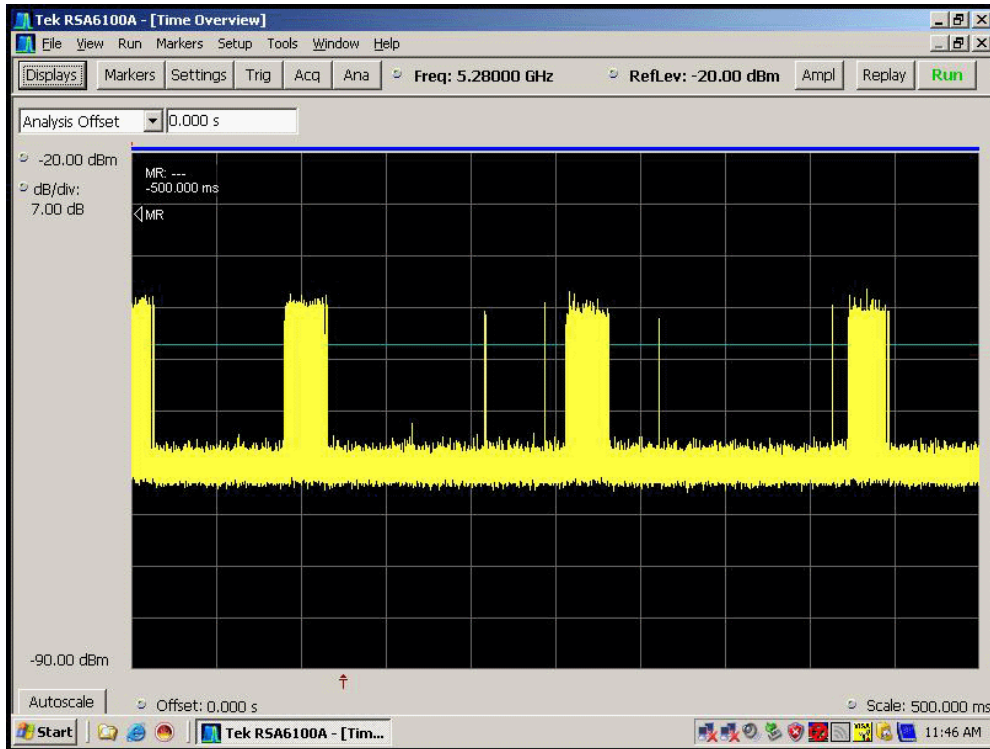 Tek RSA6100A - [Time Overview]
File View Run Markers Setup Tools Window Help
Displays Markers Settings Trig Acq Ana Freq: 5.28000 GHz RefLev: -20.00 dBm Ampl Replay Run
Analysis Offset 0.000 s
-20.00 dBm
dB/div:
7.00 dB
MR: ---
-500.000 ms
MR
-90.00 dBm
Autoscale Offset: 0.000 s Scale: 500.000 ms
Start Tek RSA6100A - [Tim... 11:46 AM